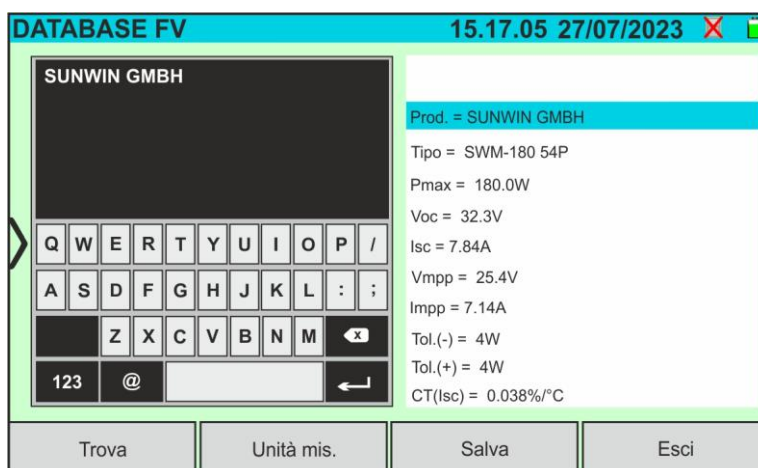 DATABASE FV 15.17.05 27/07/2023
SUNWIN GMBH
Q W E R T Y U I O P /
A S D F G H J K L : ;
Z X C V B N M x
123 @
Prod. = SUNWIN GMBH
Tipo = SWM-180 54P
Pmax = 180.0W
Voc = 32.3V
Isc = 7.84A
Vmpp = 25.4V
Impp = 7.14A
Tol.(-) = 4W
Tol.(+) = 4W
CT(Isc) = 0.038%/°C
Trova Unità mis. Salva Esci